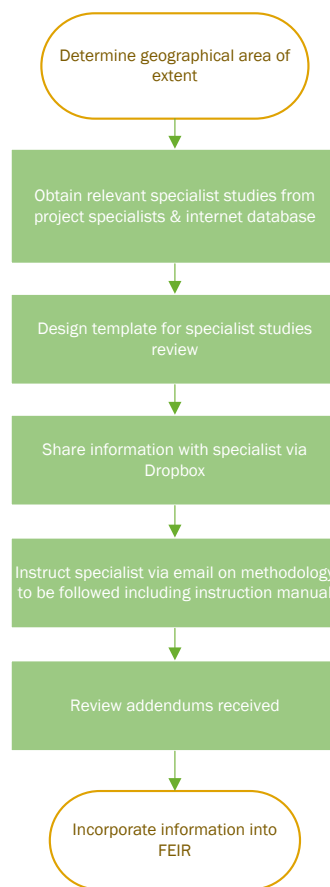 Determine geographical area of
extent
Obtain relevant specialist studies from
project specialists & internet database
Design template for specialist studies
review
Share information with specialist via
Dropbox
Instruct specialist via email on methodology
to be followed including instruction manual
Review addendums received
Incorporate information into
FEIR